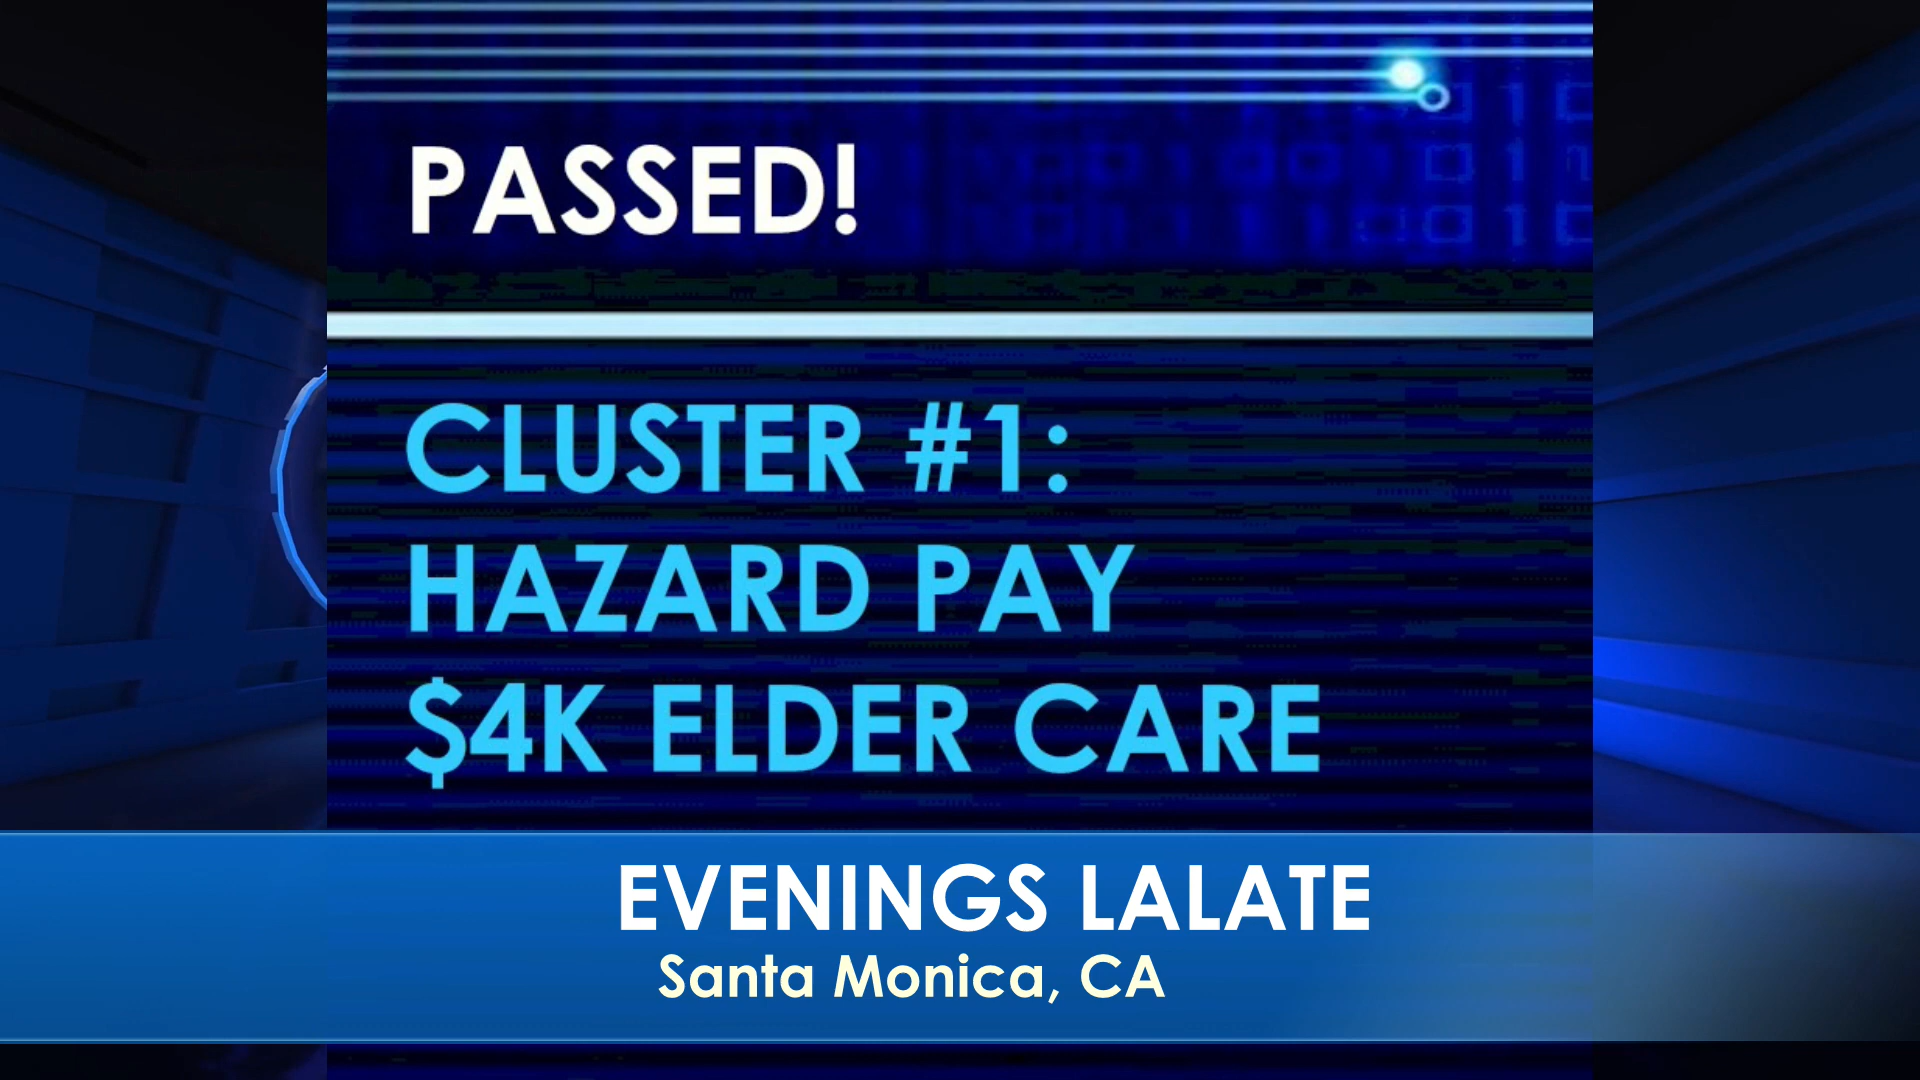 PASSED!
CLUSTER #1:
HAZARD PAY
$4K ELDER CARE
EVENINGS LALATE
Santa Monica, CA